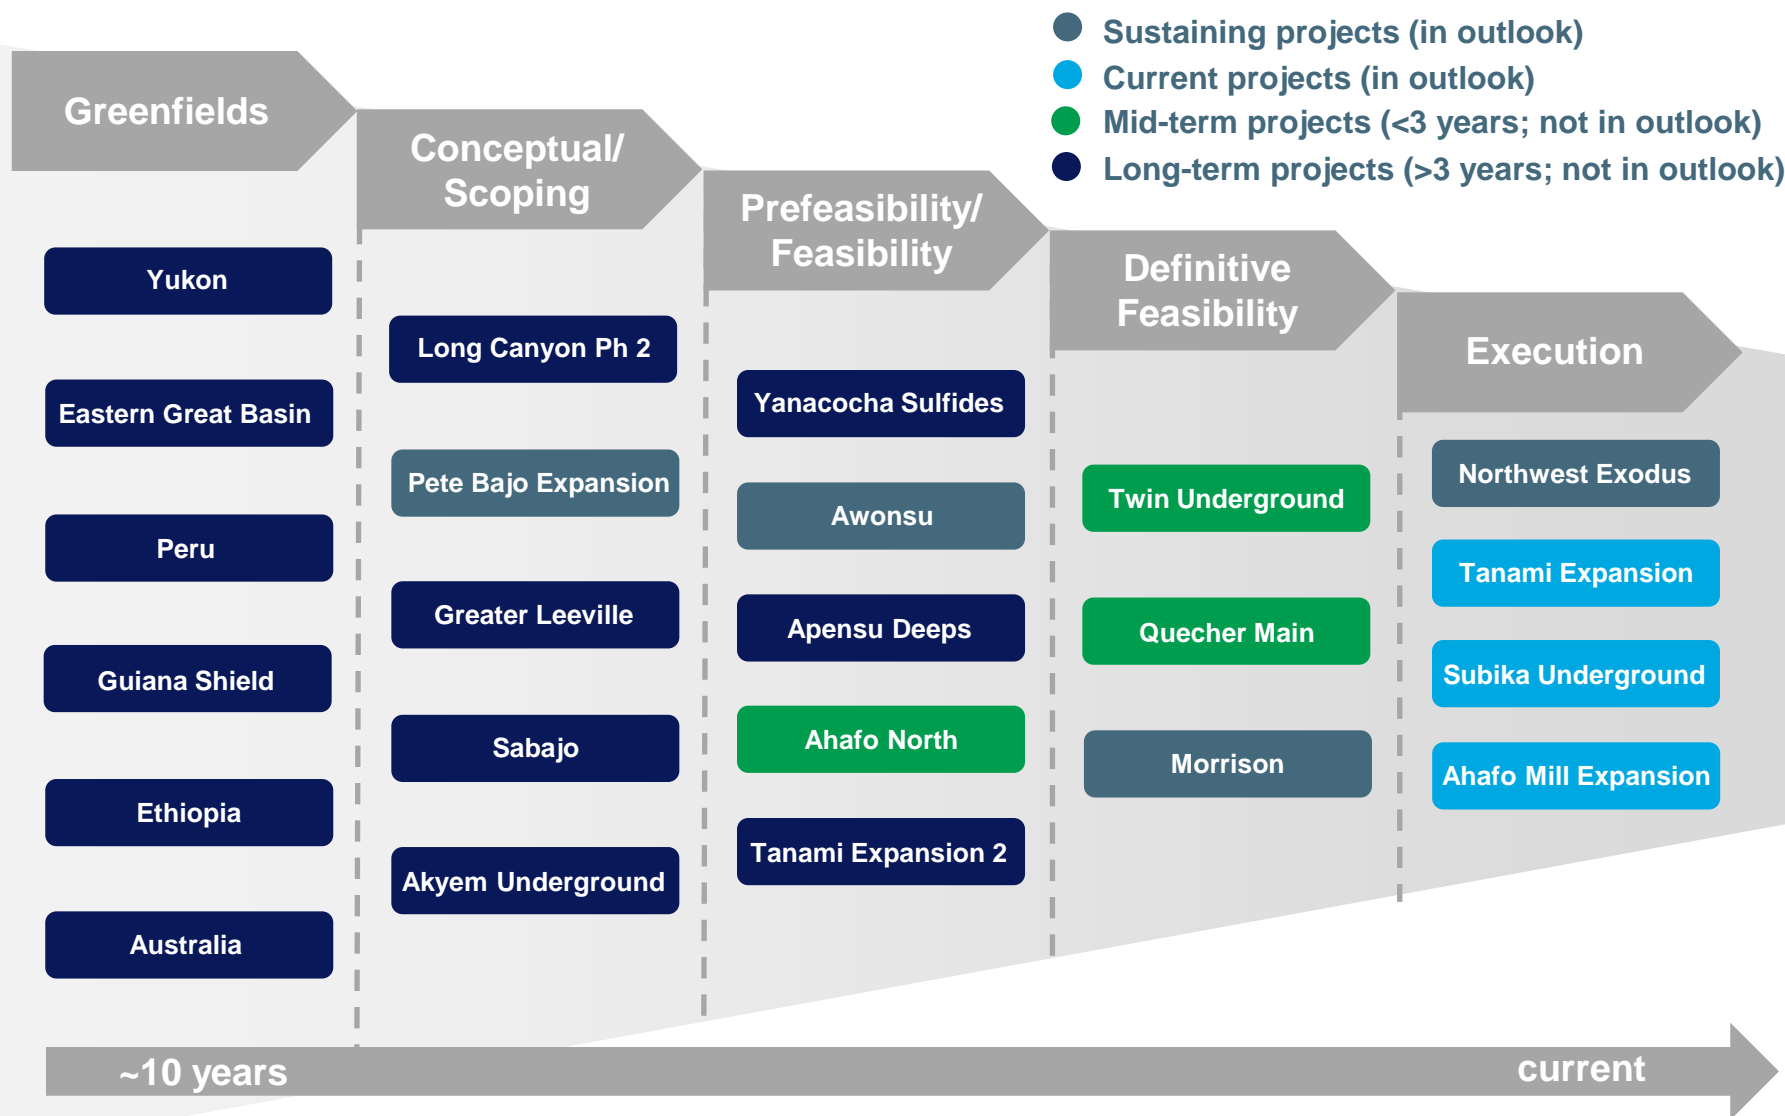 Sustaining projects (in outlook)
Current projects (in outlook)
Mid-term projects (<3 years; not in outlook)
Long-term projects (>3 years; not in outlook)
Greenfields
Yukon
Eastern Great Basin
Peru
Guiana Shield
Ethiopia
Australia
Conceptual/
Scoping
Long Canyon Ph 2
Pete Bajo Expansion
Greater Leeville
Sabajo
Akyem Underground
Prefeasibility/
Feasibility
Yanacocha Sulfides
Awonsu
Apensu Deeps
Ahafo North
Tanami Expansion 2
Definitive
Feasibility
Twin Underground
Quecher Main
Morrison
Execution
Northwest Exodus
Tanami Expansion
Subika Underground
Ahafo Mill Expansion
~10 years
current